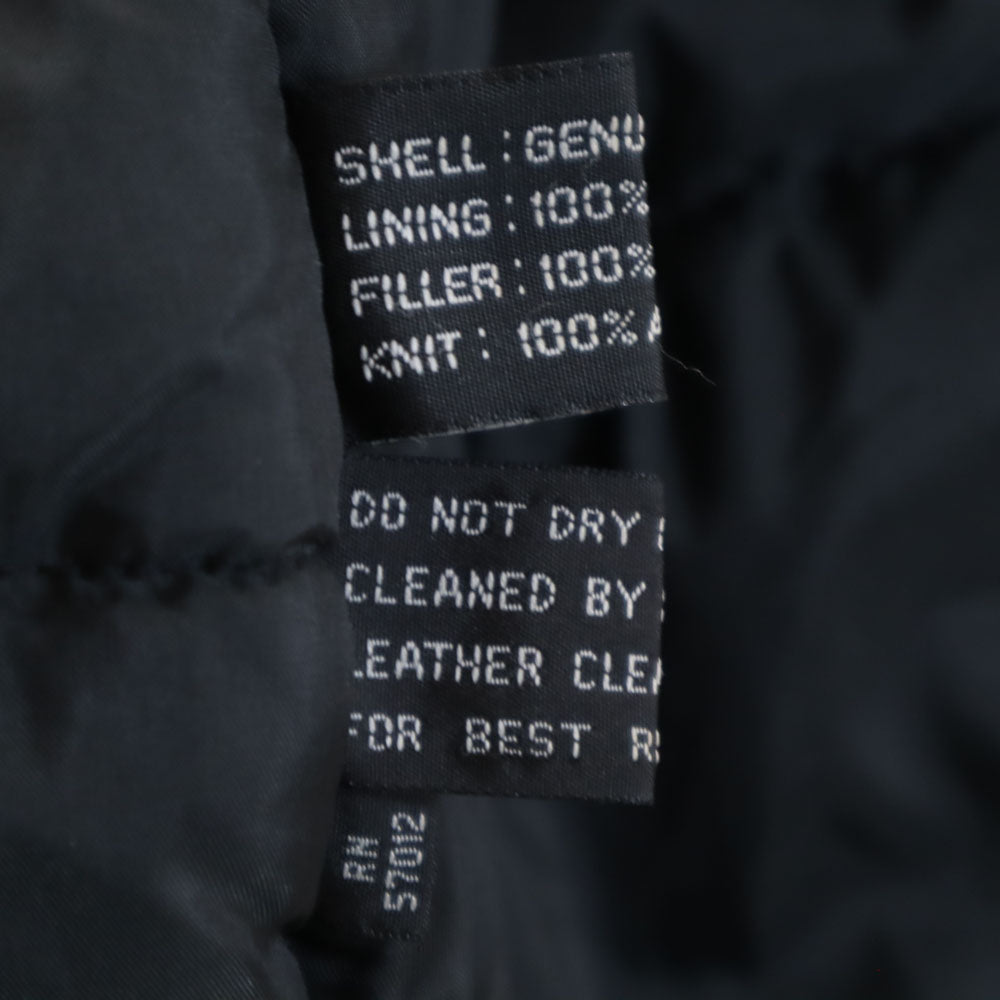 SHELL : GENU
LINING : 100%
FILLER : 100%
KNIT : 100% A
DO NOT DRY
CLEANED BY
LEATHER CLEA
FOR BEST R
RN
57012